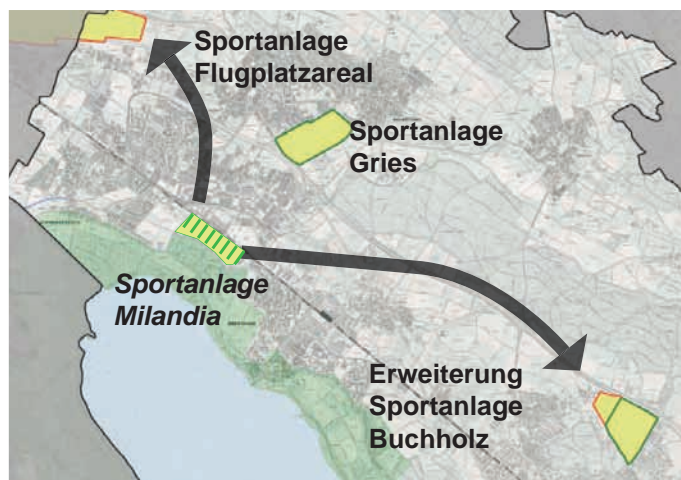 Sportanlage
Flugplatzareal
Sportanlage
Gries
Sportanlage
Milandia
Erweiterung
Sportanlage
Buchholz